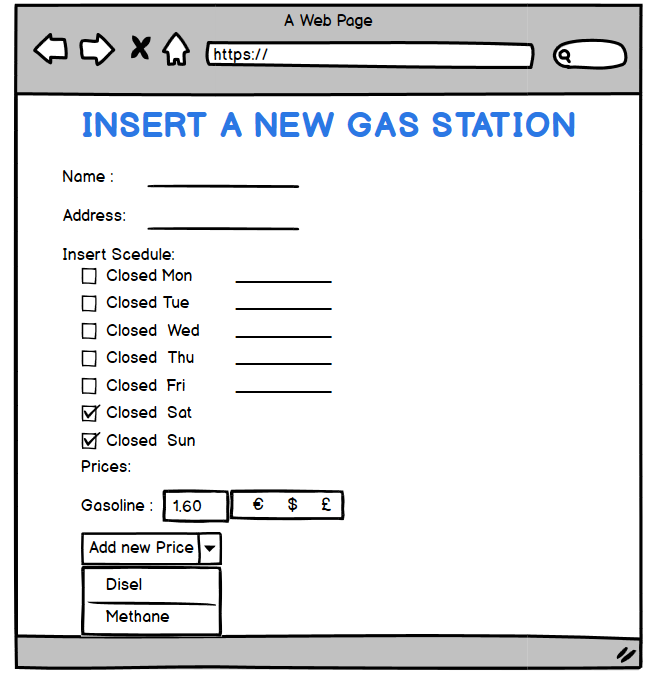 A Web Page
https://
INSERT A NEW GAS STATION
Name :
Address:
Insert Scedule:
Closed Mon
Closed Tue
Closed Wed
Closed Thu
Closed Fri
Closed Sat
Closed Sun
Prices:
Gasoline : 1.60 € $ £
Add new Price
Disel
Methane